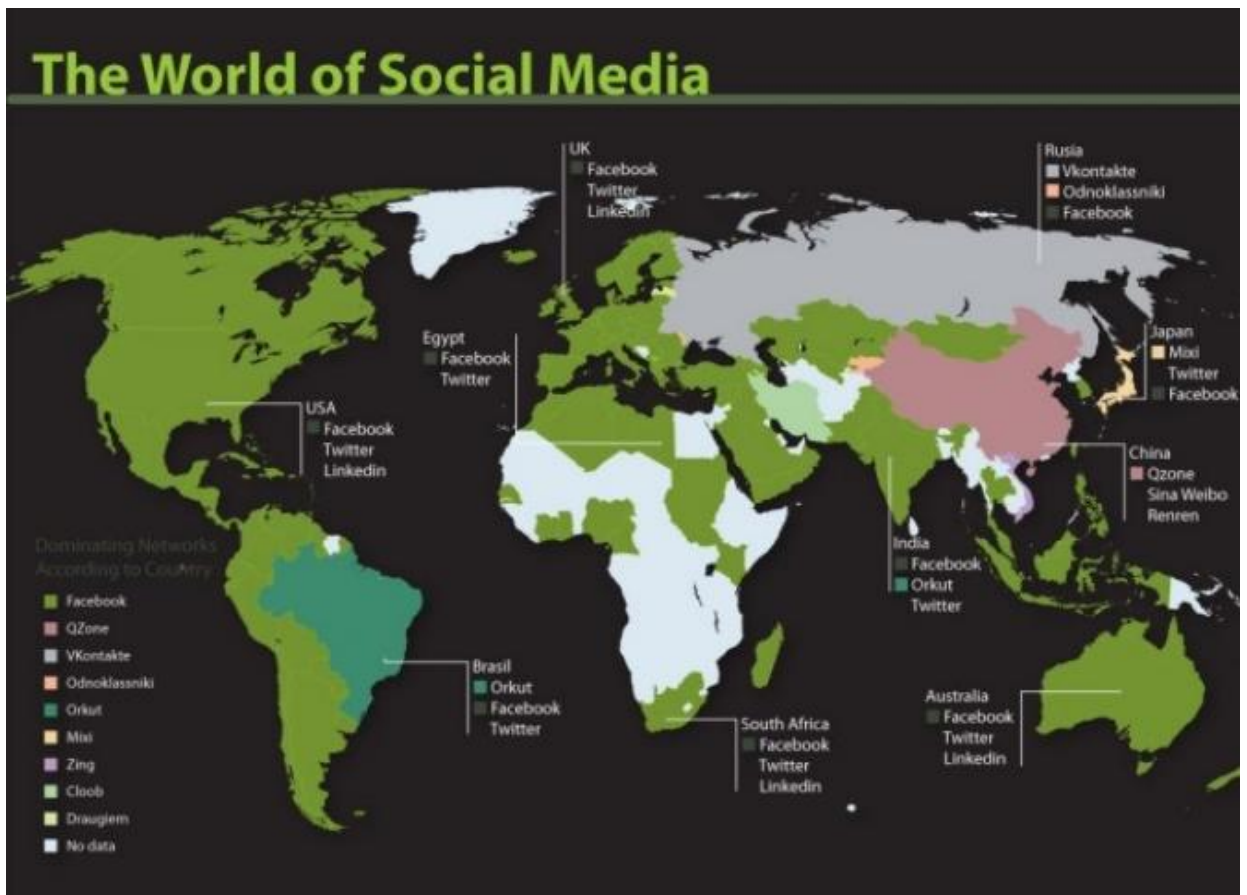 The World of Social Media
UK
Facebook
Twitter
Linkedin
Rusia
Vkontakte
Odnoklassniki
Facebook
Egypt
Facebook
Twitter
Japan
Mixi
Twitter
Facebook
USA
Facebook
Twitter
Linkedin
China
Qzone
Sina Weibo
Renren
India
Facebook
Orkut
Twitter
Brasil
Orkut
Facebook
Twitter
South Africa
Facebook
Twitter
Linkedin
Australia
Facebook
Twitter
Linkedin
Dominating Networks
According to Country
Facebook
QZone
VKontakte
Odnoklassniki
Orkut
Mixi
Zing
Cloob
Draugiem
No data